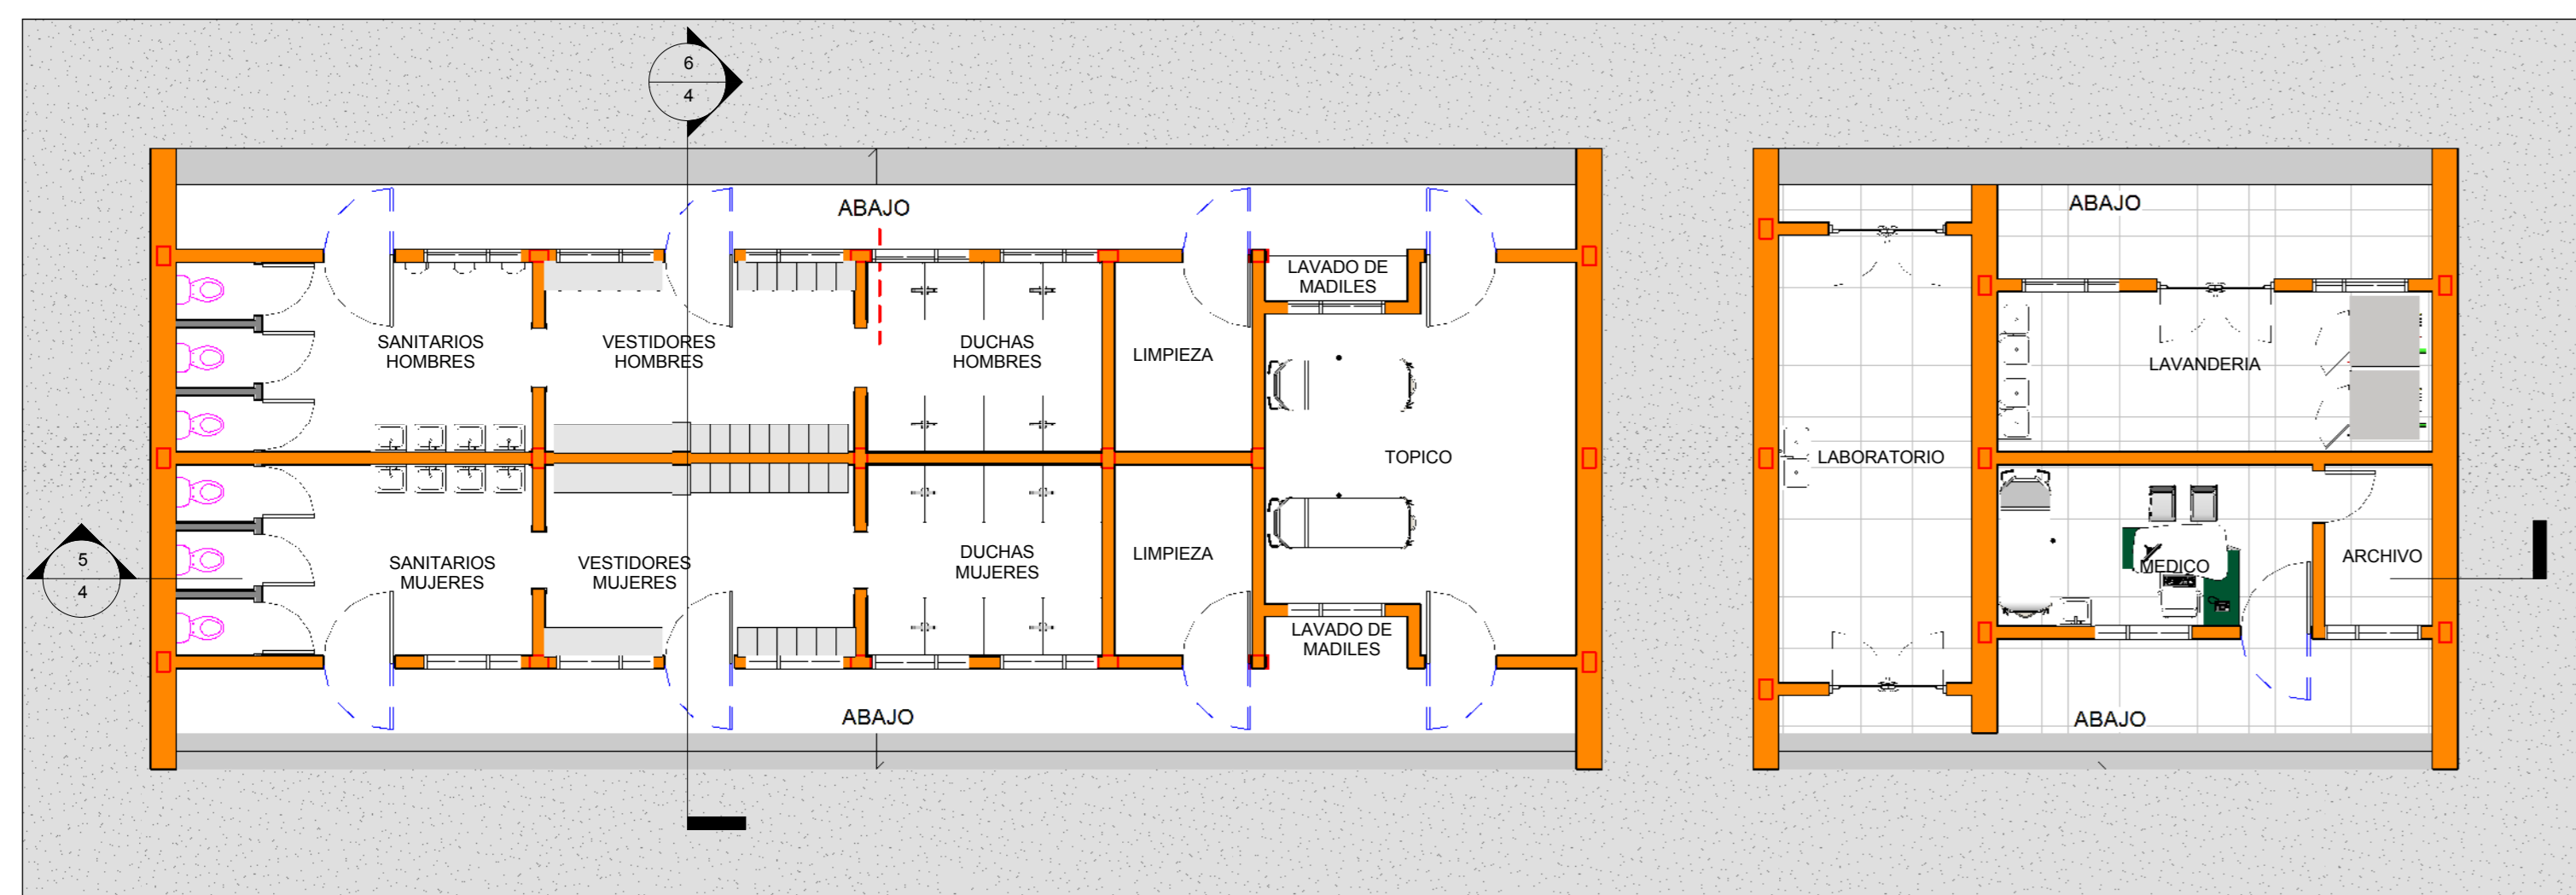 6
4
ABAJO
ABAJO
LAVADO DE
MADILES
SANITARIOS
HOMBRES
VESTIDORES
HOMBRES
DUCHAS
HOMBRES
LIMPIEZA
LAVANDERIA
TOPICO
LABORATORIO
5
4
SANITARIOS
MUJERES
VESTIDORES
MUJERES
DUCHAS
MUJERES
LIMPIEZA
MEDICO
ARCHIVO
LAVADO DE
MADILES
ABAJO
ABAJO